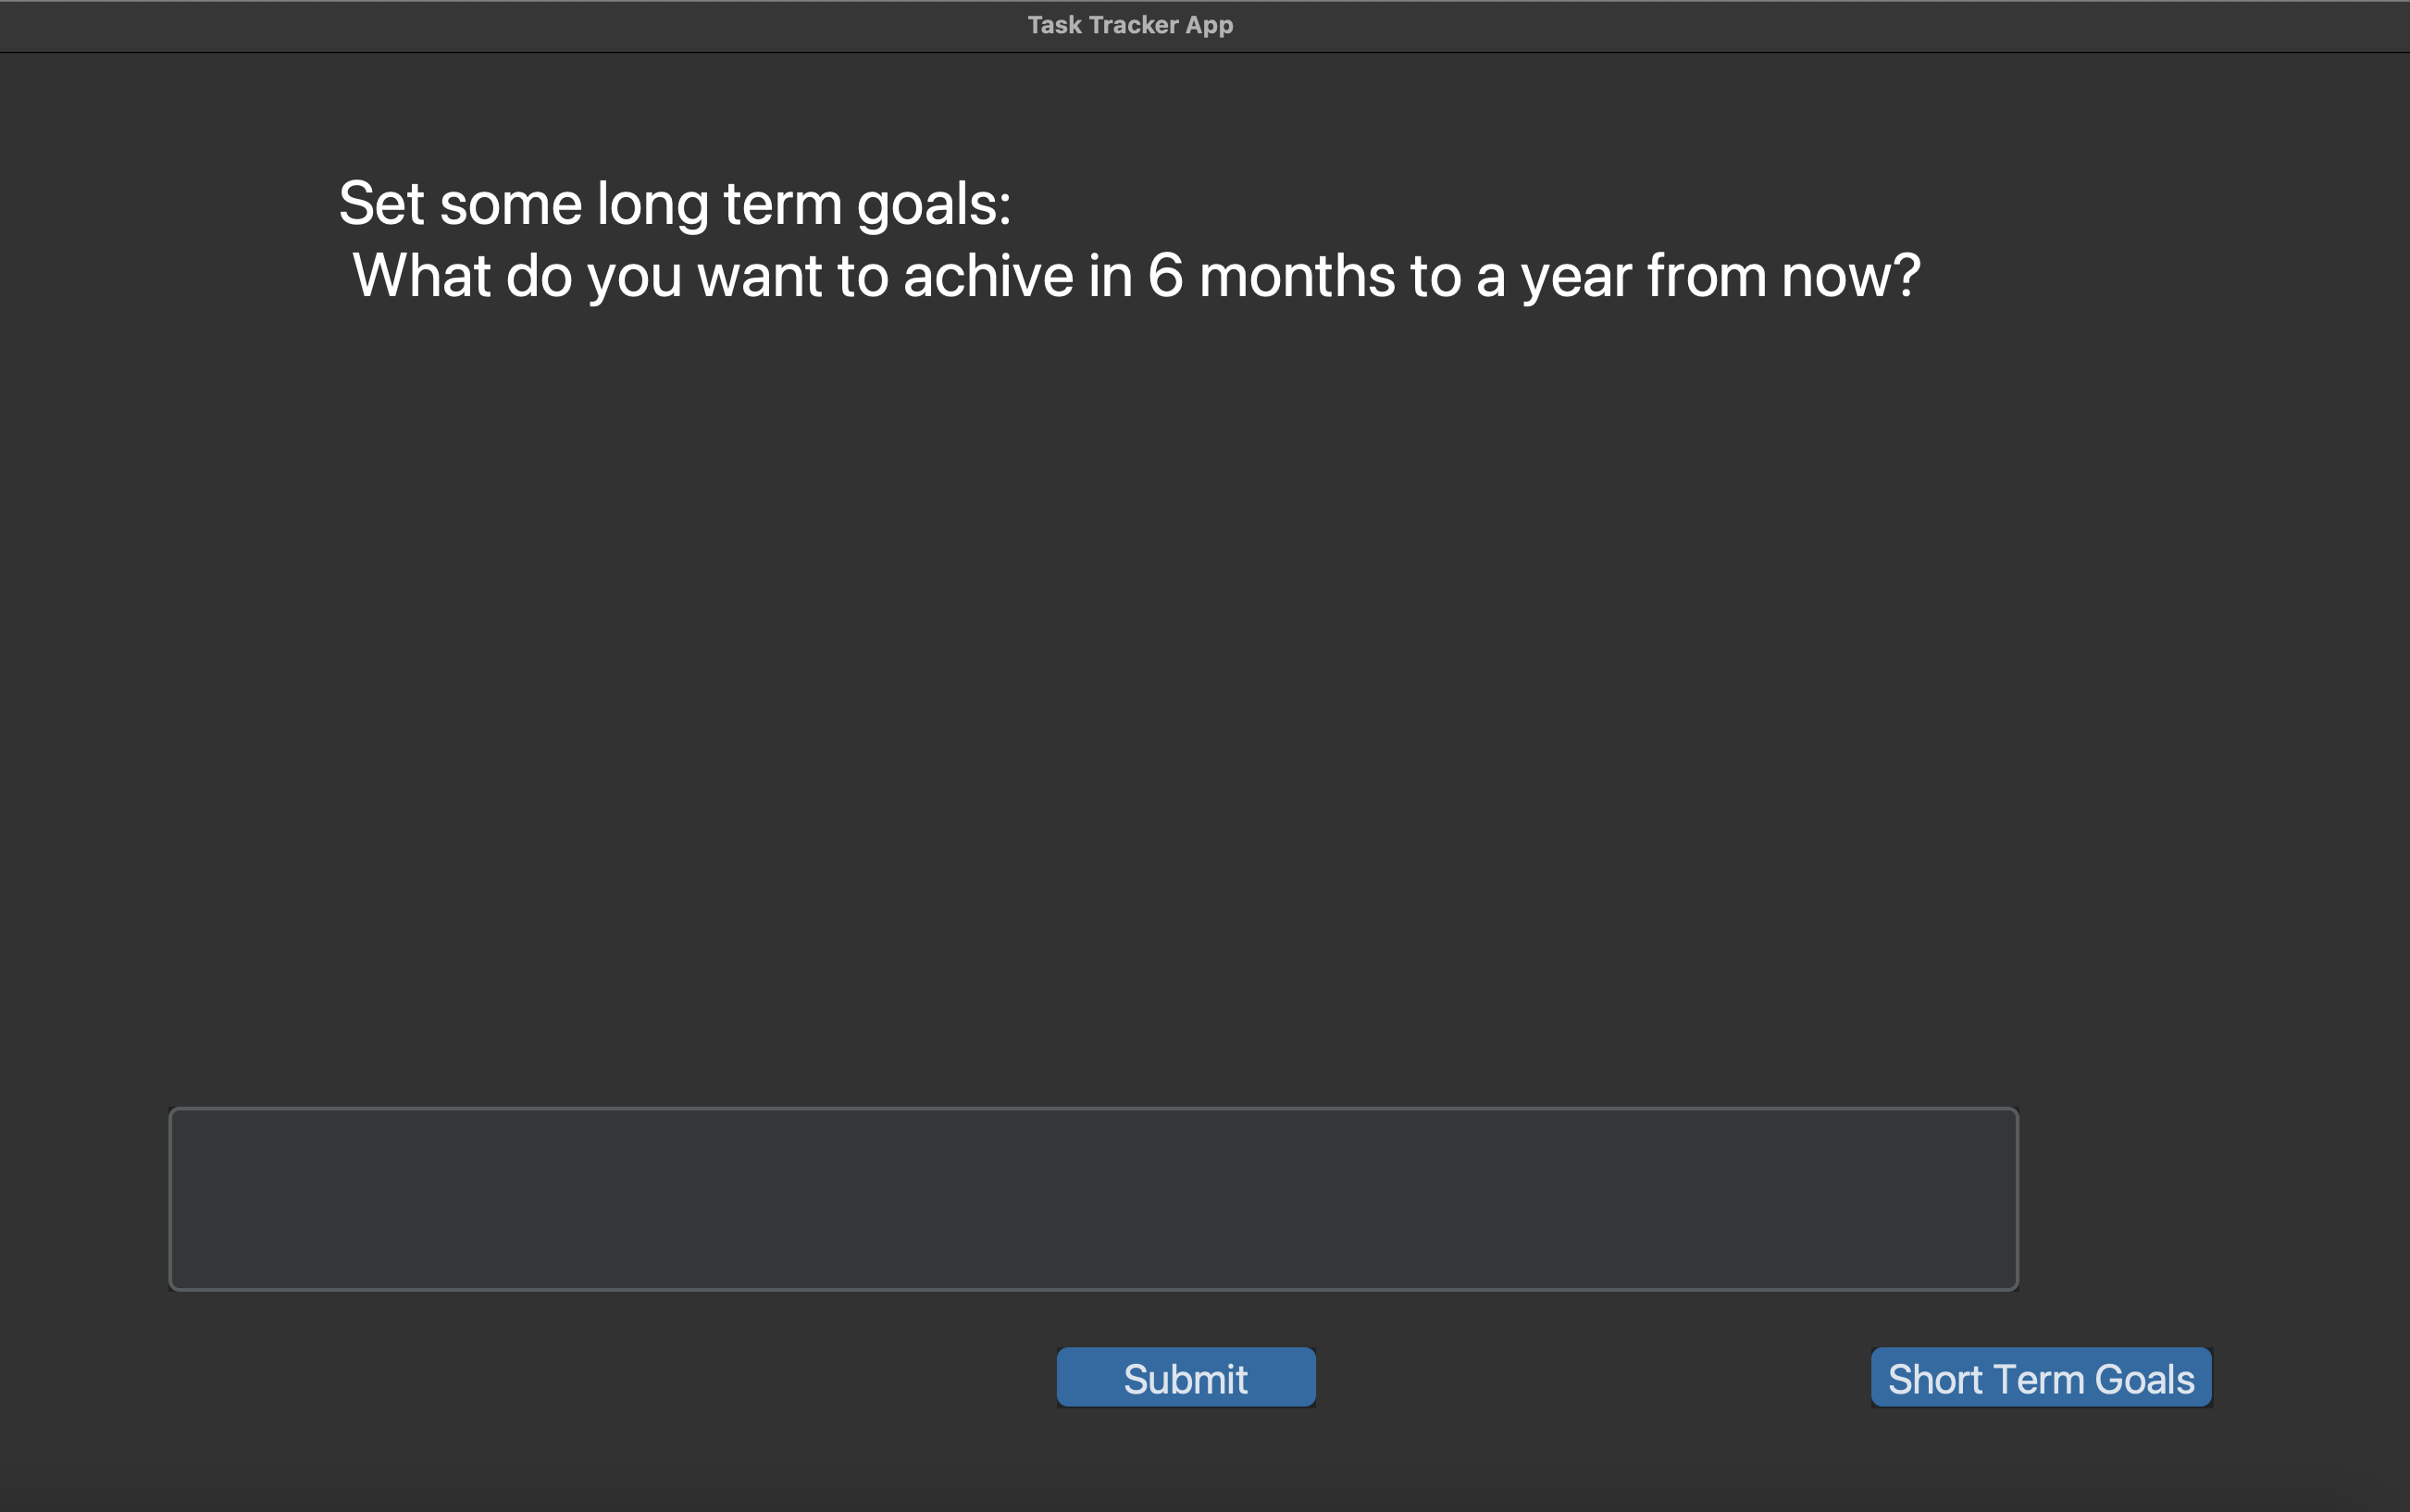 Task Tracker App
Set some long term goals:
What do you want to achive in 6 months to a year from now?
Submit
Short Term Goals